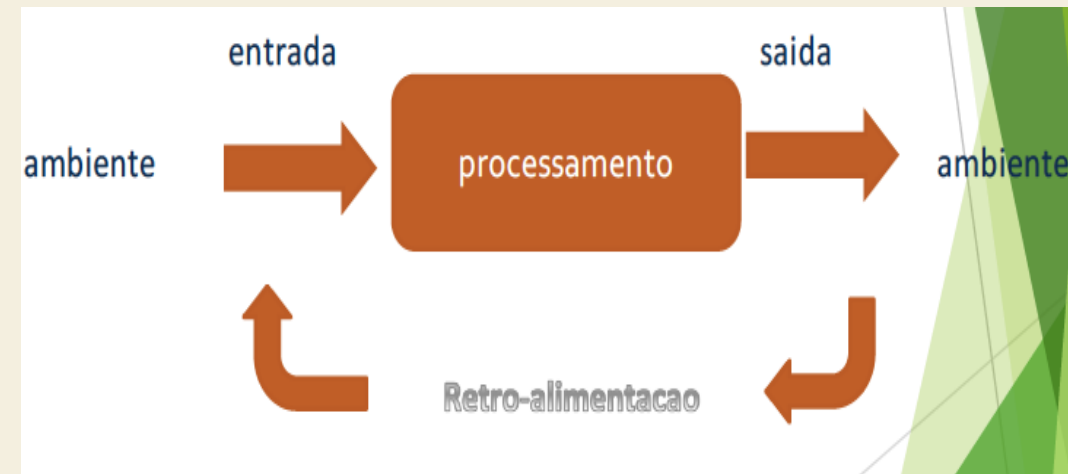 entrada
saida
ambiente
processamento
ambiente
Retro-alimentacao